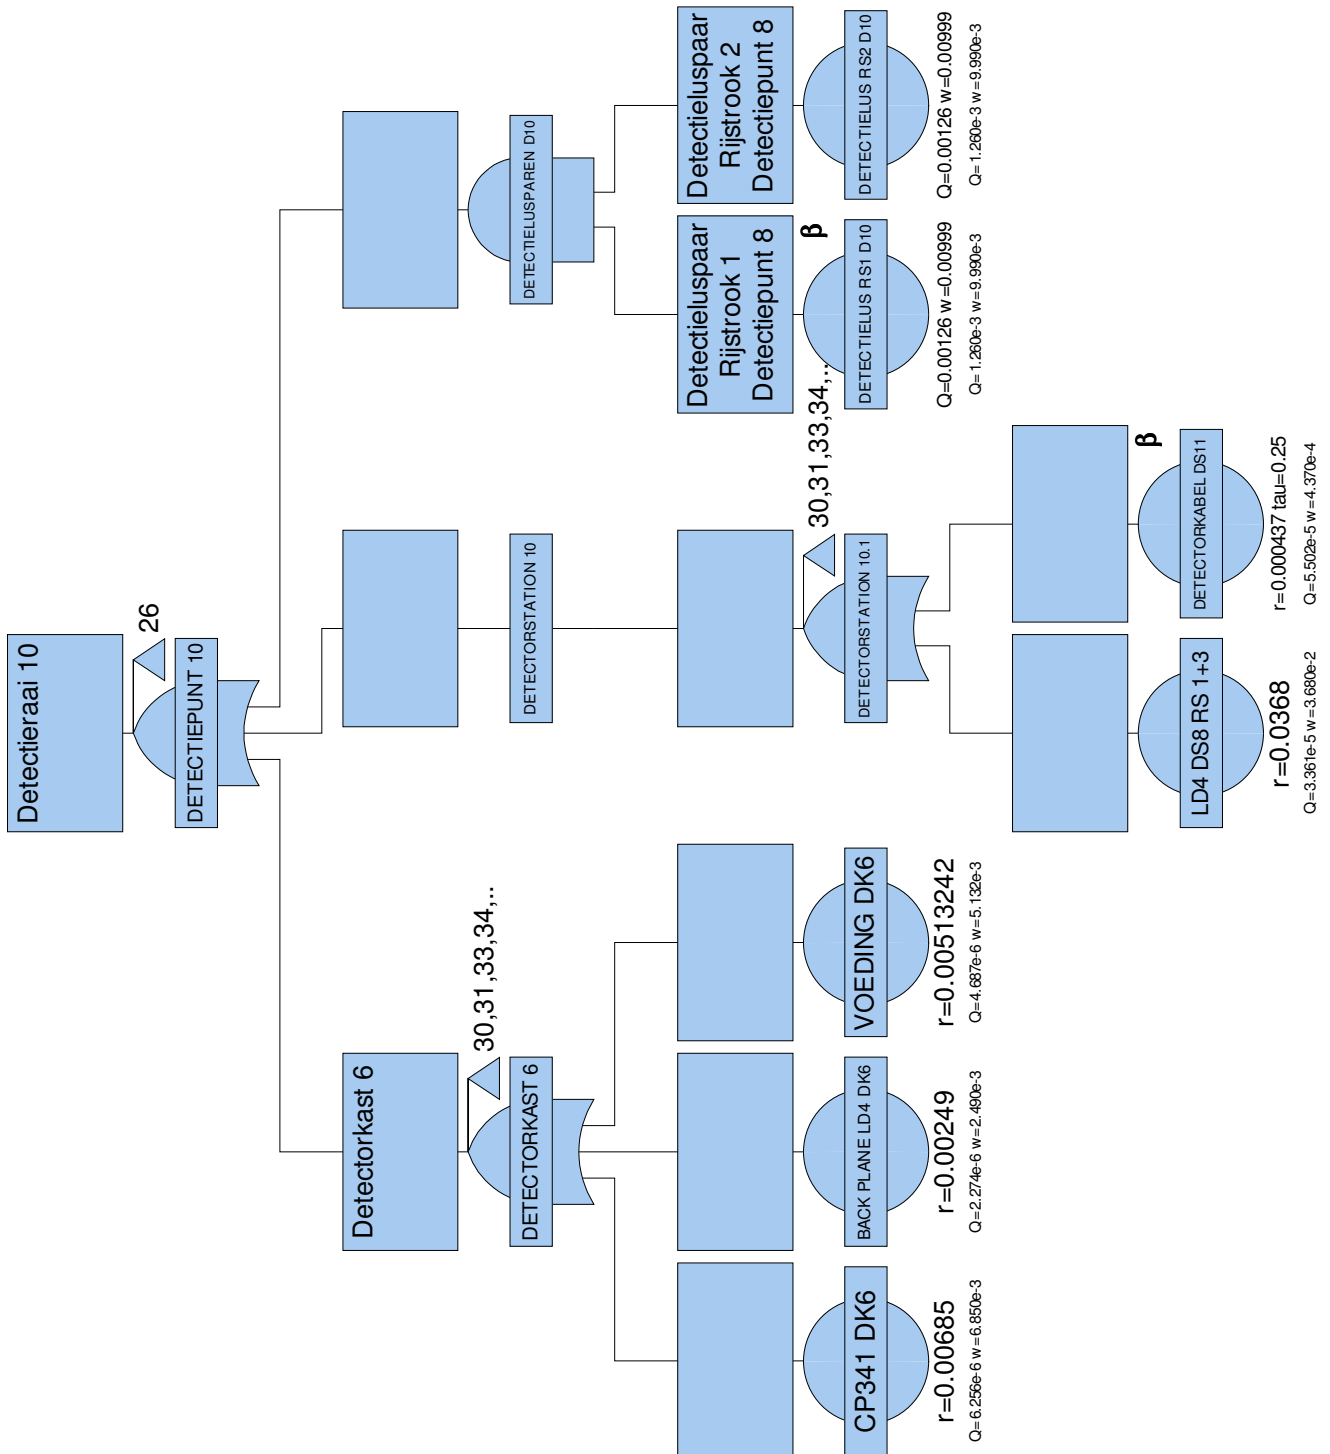 Detectieraai 10
26
DETECTIEPUNT 10
Detectorkast 6
30,31,33,34,..
DETECTORKAST 6
DETECTORSTATION 10
DETECTIELUSPAREN D10
CP341 DK6
r=0.00685
Q=6.256e-6 w=6.850e-3
BACK PLANE LD4 DK6
r=0.00249
Q=2.274e-6 w=2.490e-3
VOEDING DK6
r=0.00513242
Q=4.687e-6 w=5.132e-3
30,31,33,34,..
DETECTORSTATION 10.1
Detectieluspaar
Rijstrook 1
Detectiepunt 8
β
DETECTIELUS RS1 D10
Q=0.00126 w=0.00999
Q=1.260e-3 w=9.990e-3
Detectieluspaar
Rijstrook 2
Detectiepunt 8
DETECTIELUS RS2 D10
Q=0.00126 w=0.00999
Q=1.260e-3 w=9.990e-3
LD4 DS8 RS 1+3
r=0.0368
Q=3.361e-5 w=3.680e-2
β
DETECTORKABEL DS11
r=0.000437 tau=0.25
Q=5.502e-5 w=4.370e-4